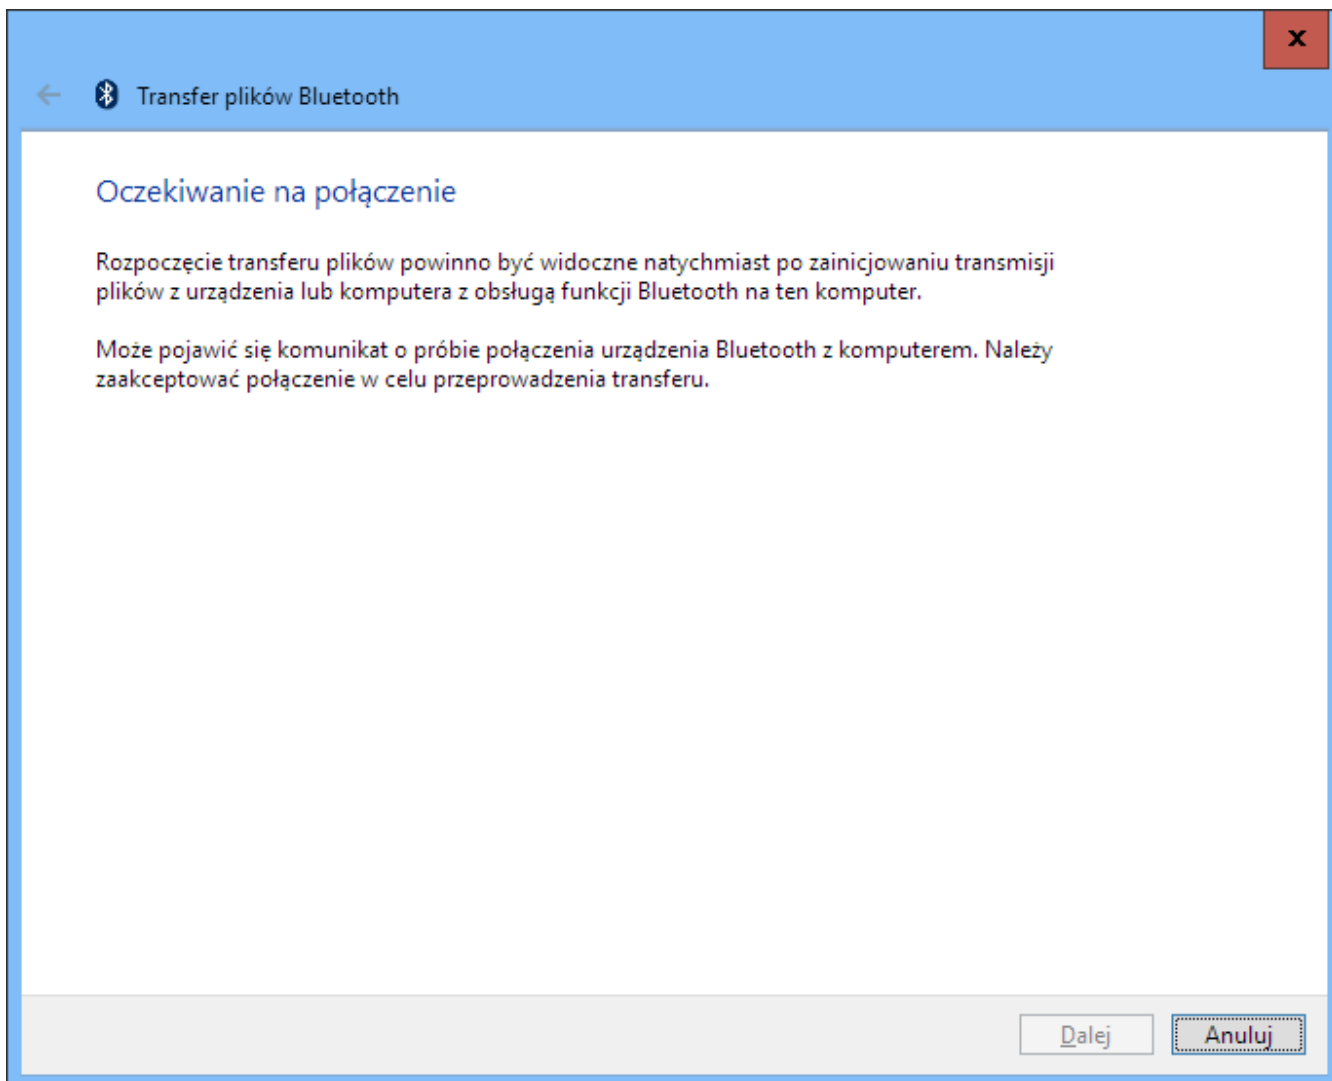 Transfer plików Bluetooth
Oczekiwanie na połączenie
Rozpoczęcie transferu plików powinno być widoczne natychmiast po zainicjowaniu transmisji
plików z urządzenia lub komputera z obsługą funkcji Bluetooth na ten komputer.
Może pojawić się komunikat o próbie połączenia urządzenia Bluetooth z komputerem. Należy
zaakceptować połączenie w celu przeprowadzenia transferu.
Dalej
Anuluj